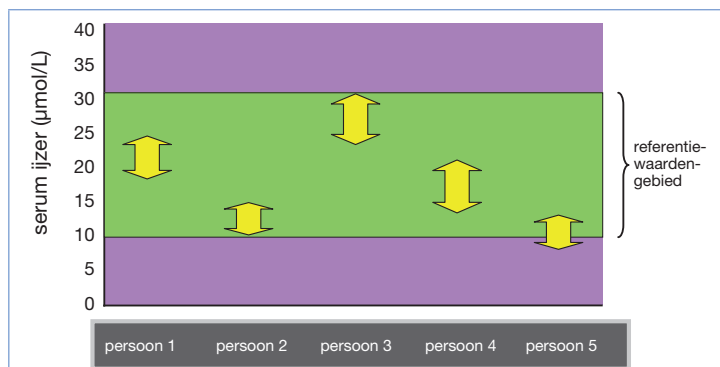 serum ijzer (µmol/L)
40
35
30
25
20
15
10
5
0
referentie-
waarden-
gebied
persoon 1 persoon 2 persoon 3 persoon 4 persoon 5